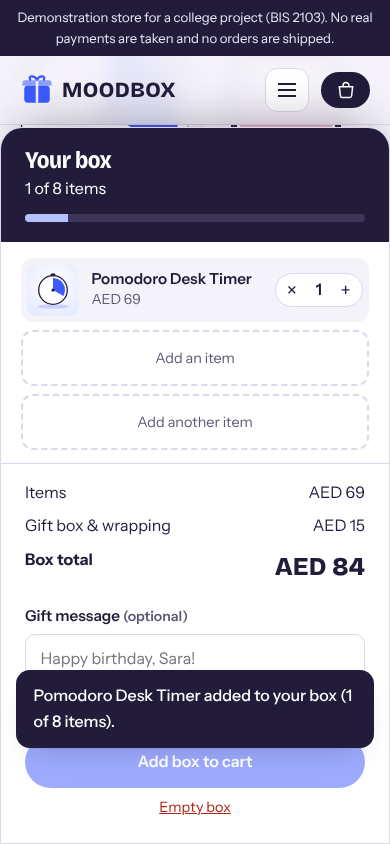 Demonstration store for a college project (BIS 2103). No real
payments are taken and no orders are shipped.
MOODBOX
Your box
1 of 8 items
Pomodoro Desk Timer
AED 69
× 1 +
Add an item
Add another item
Items AED 69
Gift box & wrapping AED 15
Box total AED 84
Gift message (optional)
Happy birthday, Sara!
Pomodoro Desk Timer added to your box (1
of 8 items).
Add box to cart
Empty box